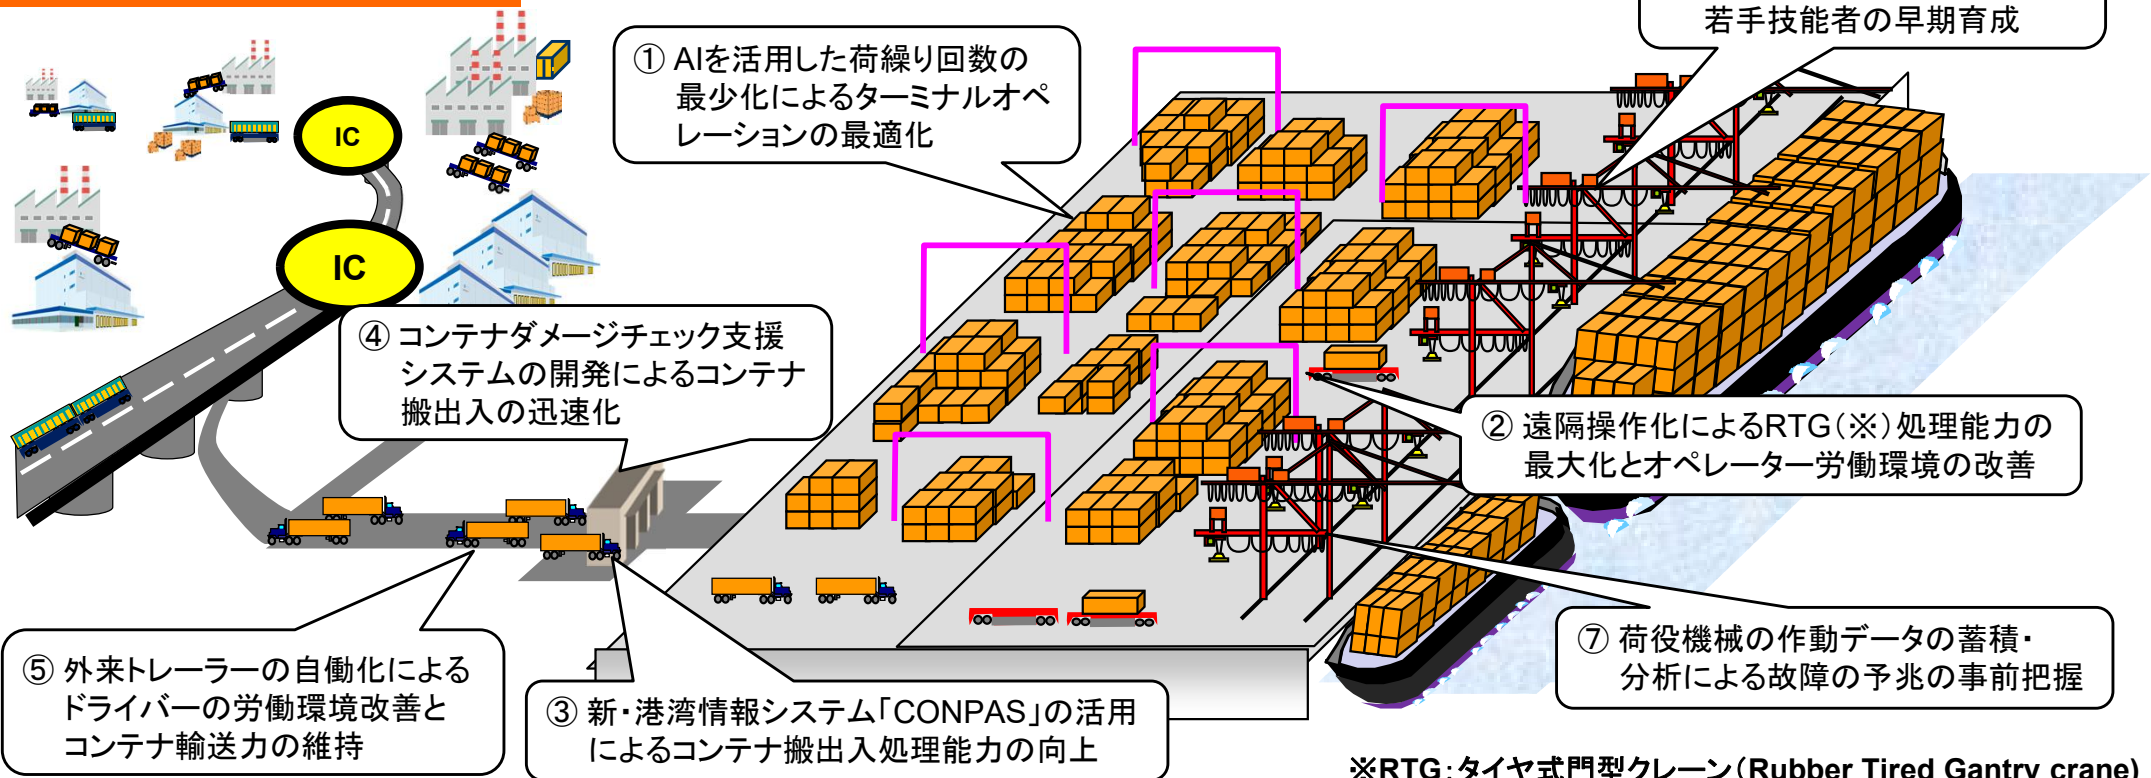 若手技能者の早期育成
① AIを活用した荷繰り回数の
最少化によるターミナルオペ
レーションの最適化
IC
IC
④ コンテナダメージチェック支援
システムの開発によるコンテナ
搬出入の迅速化
② 遠隔操作化によるRTG(※)処理能力の
最大化とオペレーター労働環境の改善
⑤ 外来トレーラーの自働化による
ドライバーの労働環境改善と
コンテナ輸送力の維持
③ 新・港湾情報システム「CONPAS」の活用
によるコンテナ搬出入処理能力の向上
⑦ 荷役機械の作動データの蓄積・
分析による故障の予兆の事前把握
※RTG：タイヤ式門型クレーン（Rubber Tired Gantry crane）